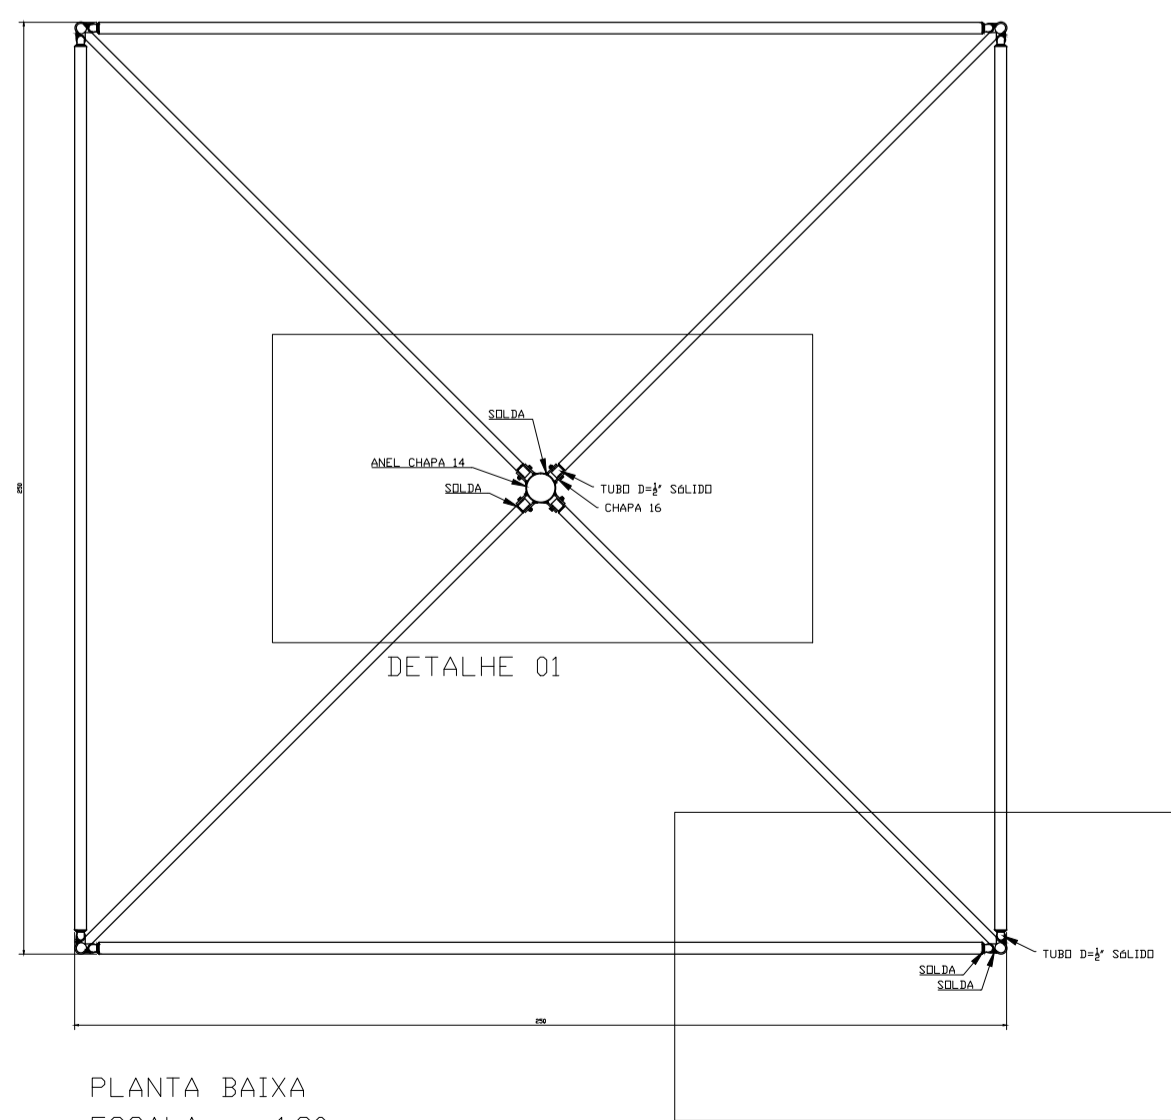 SOLDA
ANEL CHAPA 14
SOLDA
TUBO D=½" SóLIDO
CHAPA 16
250
DETALHE 01
TUBO D=½" SóLIDO
SOLDA
SOLDA
250
PLANTA BAIXA
ESCALA